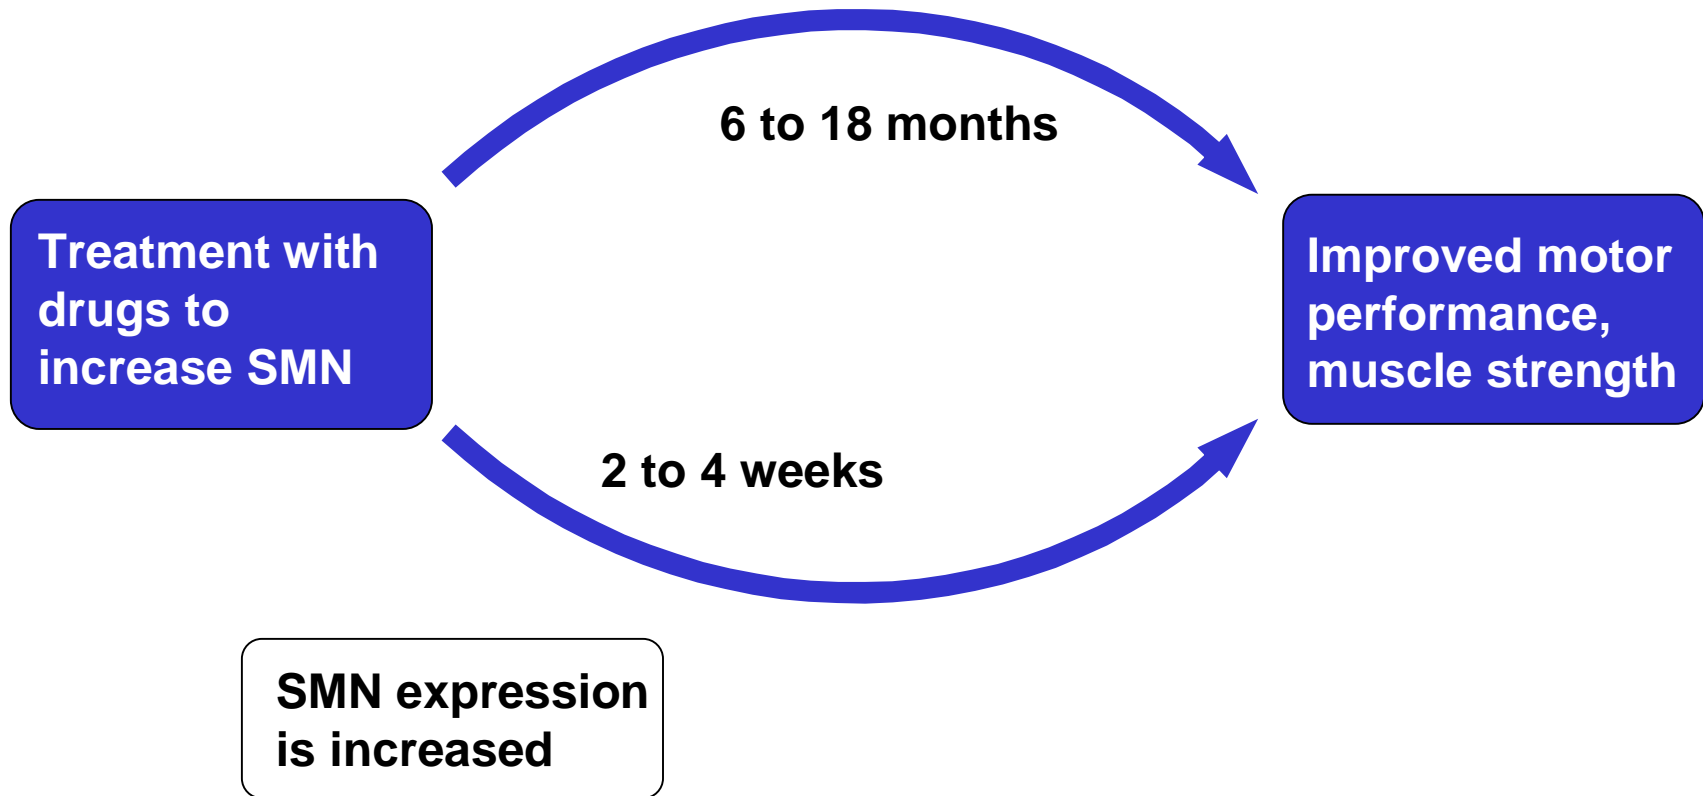 6 to 18 months
Treatment with
drugs to
increase SMN
Improved motor
performance,
muscle strength
2 to 4 weeks
SMN expression
is increased